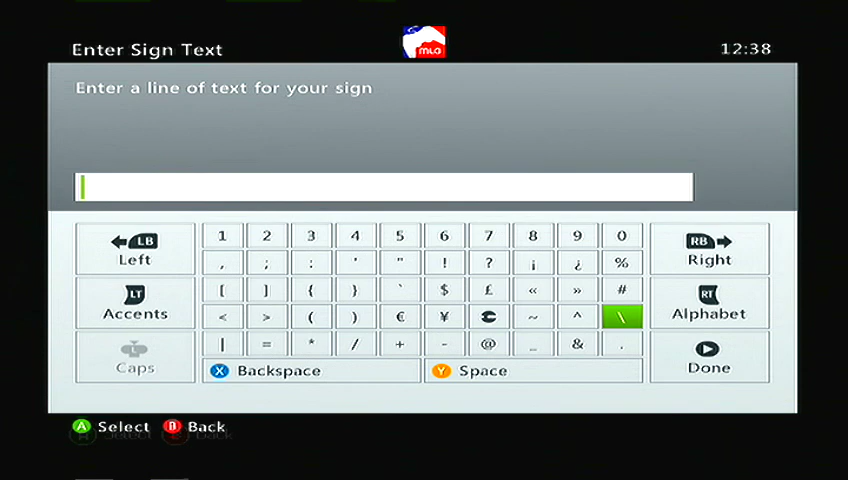 Enter Sign Text
MLG
12:38
Enter a line of text for your sign
LB 1 2 3 4 5 6 7 8 9 0 RB
Left , ; : ' " ! ? ¡ ¿ % Right
LT [ ] { } ` $ £ « » # RT
Accents < > ( ) € ¥ ~ ^ \ Alphabet
| = * / + - @ _ & .
Caps X Backspace Y Space Done
A Select B Back